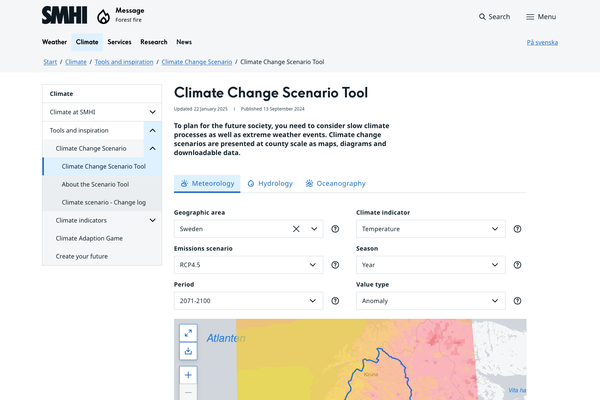 SMHI
Message
Forest fire
Search
Menu
Weather Climate Services Research News
På svenska
Start / Climate / Tools and inspiration / Climate Change Scenario / Climate Change Scenario Tool
Climate
Climate at SMHI
Tools and inspiration
Climate Change Scenario
Climate Change Scenario Tool
About the Scenario Tool
Climate scenario - Change log
Climate indicators
Climate Adaption Game
Create your future
Climate Change Scenario Tool
Updated 22 January 2025 | Published 13 September 2024
To plan for the future society, you need to consider slow climate
processes as well as extreme weather events. Climate change
scenarios are presented at county scale as maps, diagrams and
downloadable data.
Meteorology Hydrology Oceanography
Geographic area Climate indicator
Sweden Temperature
Emissions scenario Season
RCP4.5 Year
Period Value type
2071-2100 Anomaly
Atlanten
Kiruna
Vita ha